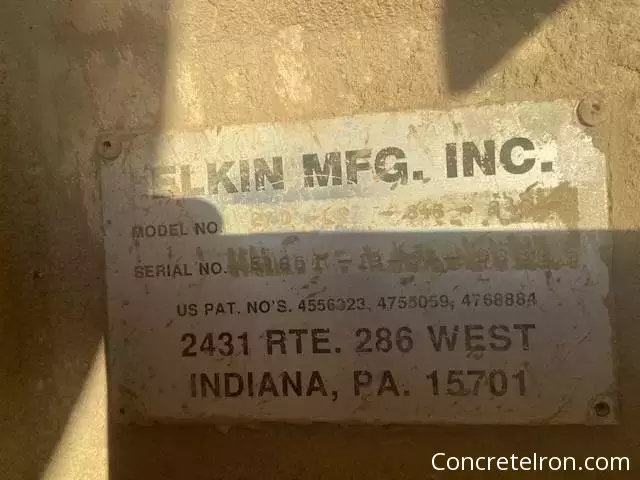 ELKIN MFG. INC.
MODEL NO.
SERIAL NO.
US PAT. NO'S. 4556323, 4755059, 4768884
2431 RTE. 286 WEST
INDIANA, PA. 15701
ConcreteIron.com